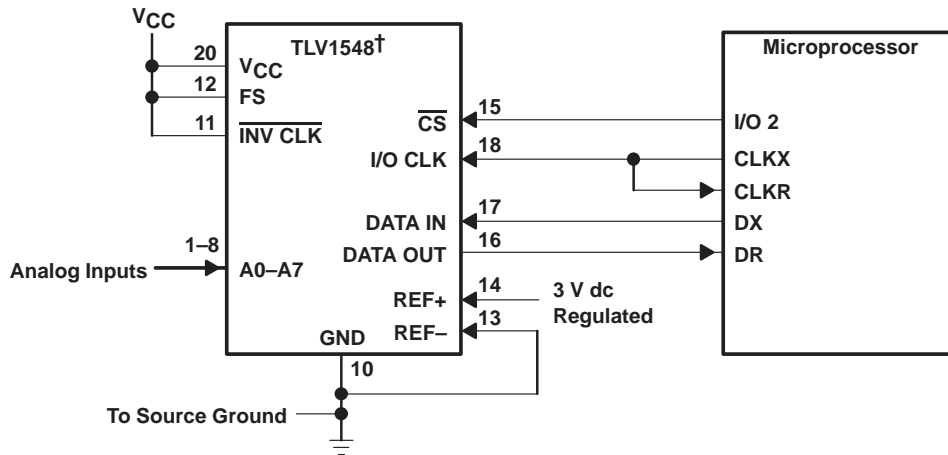 VCC
TLV1548†
Microprocessor
20
VCC
12
FS
11
INV CLK
CS
15
I/O 2
I/O CLK
18
CLKX
CLKR
DATA IN
17
DX
DATA OUT
16
DR
1–8
Analog Inputs
A0–A7
REF+
14
3 V dc
Regulated
REF–
13
GND
10
To Source Ground